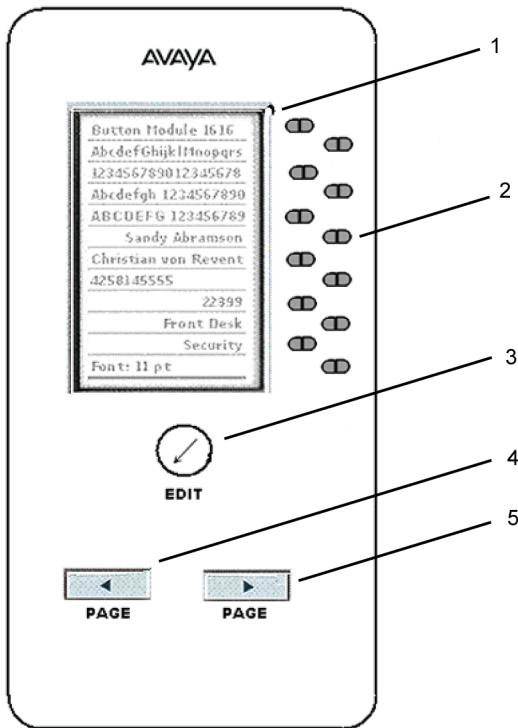 AVAYA
1
Button Module 1616
AbcdefGhijklMnopqrs
123456789012345678
Abcdefgh 1234567890
ABCDEFG 123456789
2
Sandy Abramson
Christian von Revent
4258145555
22399
Front Desk
Security
3
Font: 11 pt
EDIT
4
5
PAGE
PAGE